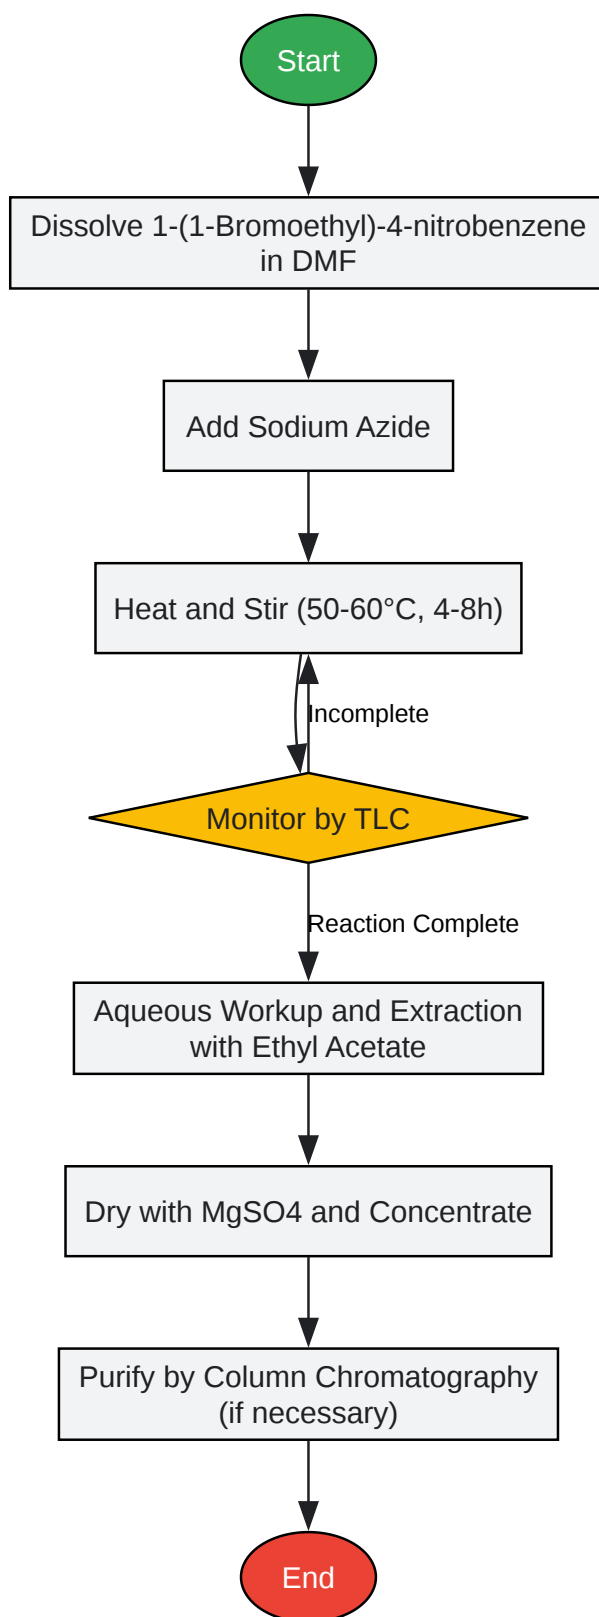 Start
Dissolve 1-(1-Bromoethyl)-4-nitrobenzene
in DMF
Add Sodium Azide
Heat and Stir (50-60°C, 4-8h)
Incomplete
Monitor by TLC
Reaction Complete
Aqueous Workup and Extraction
with Ethyl Acetate
Dry with MgSO4 and Concentrate
Purify by Column Chromatography
(if necessary)
End